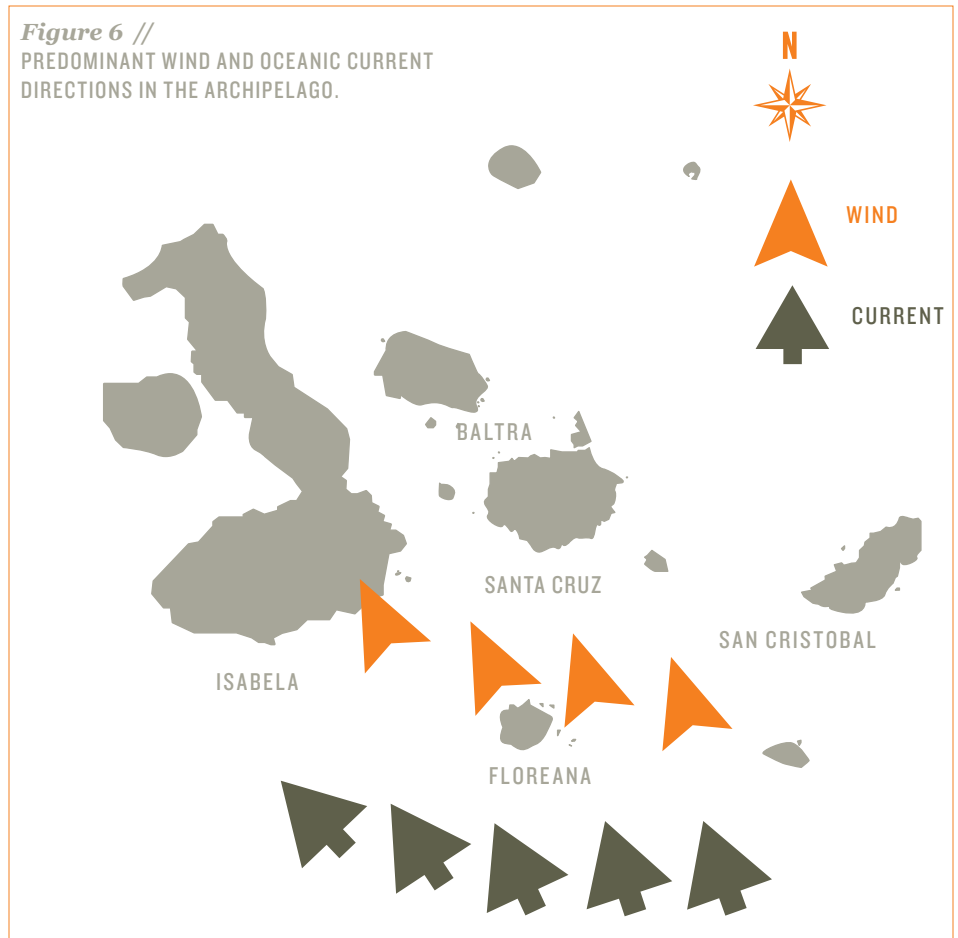 Figure 6 //
PREDOMINANT WIND AND OCEANIC CURRENT
DIRECTIONS IN THE ARCHIPELAGO.
N
WIND
CURRENT
BALTRA
SANTA CRUZ
SAN CRISTOBAL
ISABELA
FLOREANA